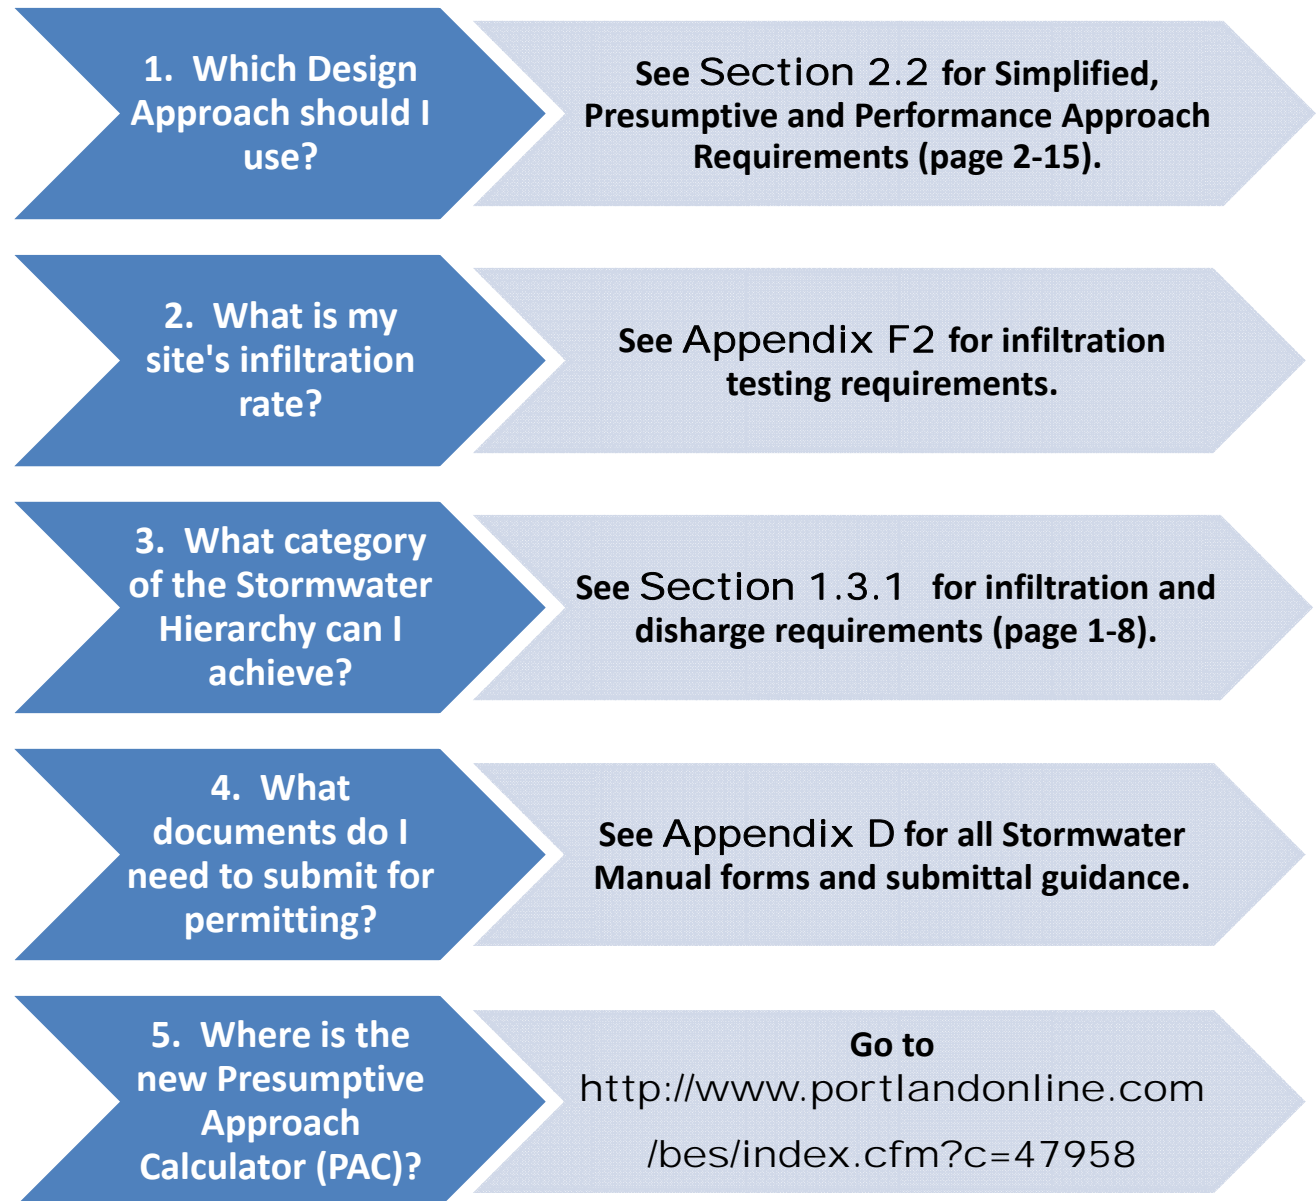 1. Which Design
Approach should I
use?
See Section 2.2 for Simplified,
Presumptive and Performance Approach
Requirements (page 2-15).
2. What is my
site's infiltration
rate?
See Appendix F2 for infiltration
testing requirements.
3. What category
of the Stormwater
Hierarchy can I
achieve?
See Section 1.3.1 for infiltration and
disharge requirements (page 1-8).
4. What
documents do I
need to submit for
permitting?
See Appendix D for all Stormwater
Manual forms and submittal guidance.
5. Where is the
new Presumptive
Approach
Calculator (PAC)?
Go to
http://www.portlandonline.com
/bes/index.cfm?c=47958